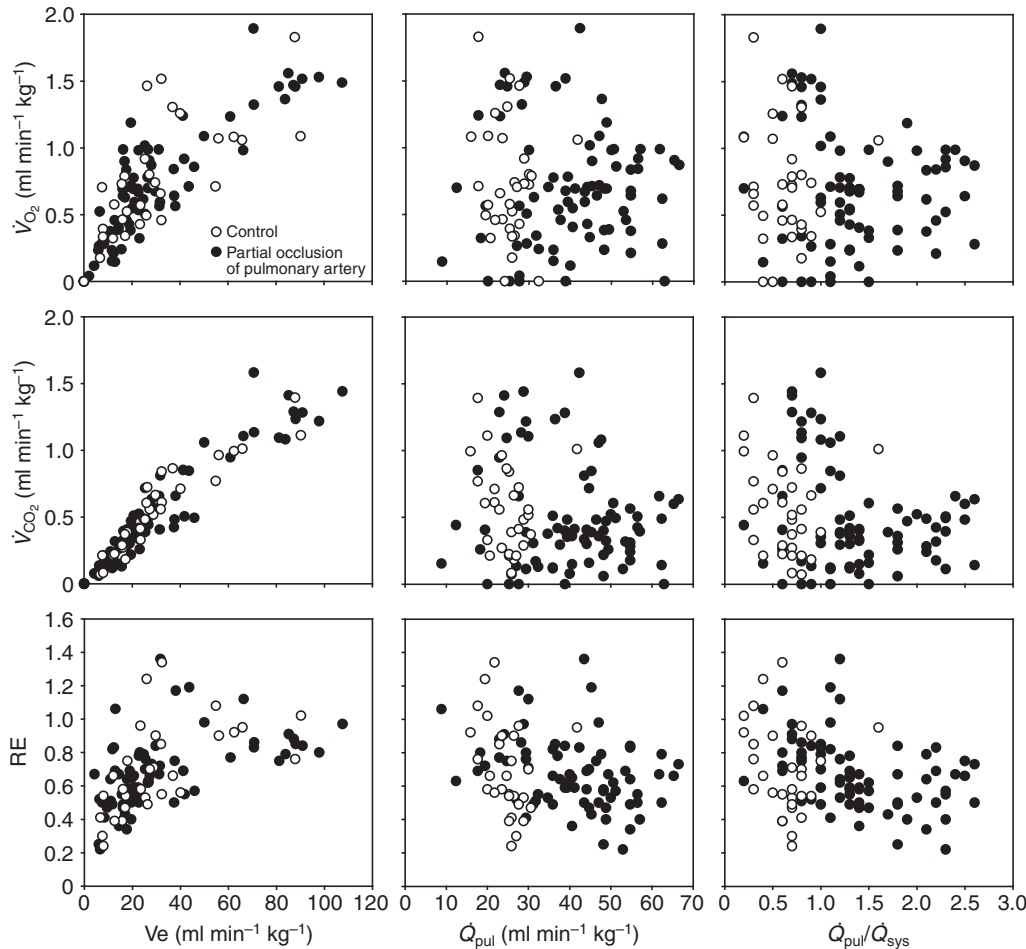 2.0
1.5
1.0
0.5
0
V̇O₂ (ml min⁻¹ kg⁻¹)
Control
Partial occlusion
of pulmonary artery
2.0
1.5
1.0
0.5
0
V̇CO₂ (ml min⁻¹ kg⁻¹)
1.6
1.4
1.2
1.0
0.8
0.6
0.4
0.2
0
RE
0 20 40 60 80 100 120
Ve (ml min⁻¹ kg⁻¹)
0 10 20 30 40 50 60 70
Q̇pul (ml min⁻¹ kg⁻¹)
0 0.5 1.0 1.5 2.0 2.5 3.0
Q̇pul/Q̇sys